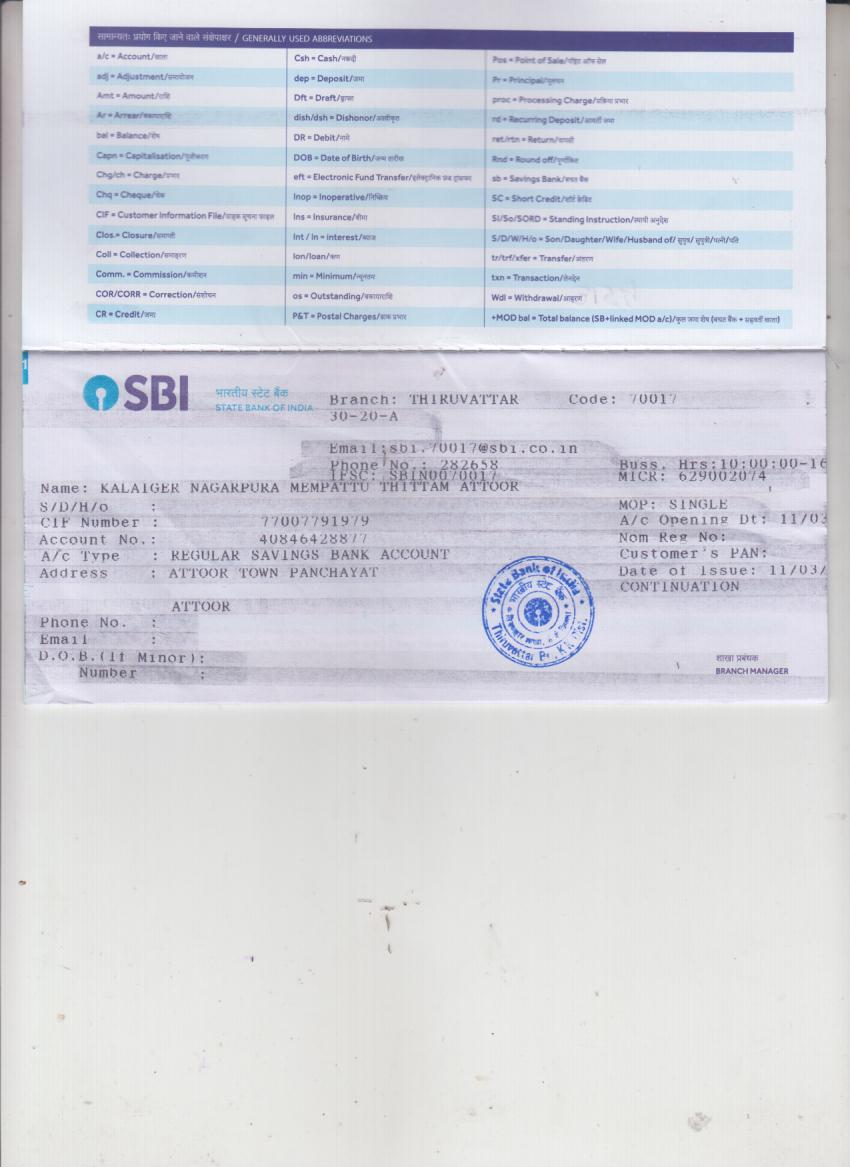 सामान्यतः प्रयोग किए जाने वाले संक्षेपाक्षर / GENERALLY USED ABBREVIATIONS
a/c = Account/खाता
adj = Adjustment/समायोजन
Amt = Amount/राशि
Ar = Arrear/बकायाराशि
bal = Balance/शेष
Capn = Capitalisation/पूंजीकरण
Chg/ch = Charge/प्रभार
Chq = Cheque/चेक
CIF = Customer Information File/ग्राहक सूचना फाइल
Clos.= Closure/समाप्ती
Coll = Collection/समाहरण
Comm. = Commission/कमीशन
COR/CORR = Correction/संशोधन
CR = Credit/जमा
Csh = Cash/नकदी
dep = Deposit/जमा
Dft = Draft/ड्राफ्ट
dish/dsh = Dishonor/अस्वीकृत
DR = Debit/नामे
DOB = Date of Birth/जन्म तारीख
eft = Electronic Fund Transfer/इलेक्ट्रानिक फंड ट्रांसफर
Inop = Inoperative/निष्क्रिय
Ins = Insurance/बीमा
Int / In = interest/ब्याज
lon/loan/ऋण
min = Minimum/न्यूनतम
os = Outstanding/बकायाराशि
P&T = Postal Charges/डाक प्रभार
Pos = Point of Sale/पॉइंट ऑफ सेल
Pr = Principal/मूलधन
proc = Processing Charge/प्रक्रिया प्रभार
rd = Recurring Deposit/आवर्ती जमा
ret/rtn = Return/वापसी
Rnd = Round off/पूर्णांकित
sb = Savings Bank/बचत बैंक
SC = Short Credit/शॉर्ट क्रेडिट
SI/So/SORD = Standing Instruction/स्थायी अनुदेश
S/D/W/H/o = Son/Daughter/Wife/Husband of/ सुपुत्र/ सुपुत्री/पत्नी/पति
tr/trf/xfer = Transfer/अंतरण
txn = Transaction/लेनदेन
Wdl = Withdrawal/आहरण
+MOD bal = Total balance (SB+linked MOD a/c)/कुल जमा शेष (बचत बैंक + सहवर्ती खाता)
SBI
भारतीय स्टेट बैंक
STATE BANK OF INDIA
Branch: THIRUVATTAR Code: 70017
30-20-A
Email:sbi.70017@sbi.co.in
Phone No.: 282658 Buss. Hrs:10:00:00-16
IFSC: SBIN0070017 MICR: 629002074
Name: KALAIGER NAGARPURA MEMPATTU THITTAM ATTOOR
S/D/H/o : MOP: SINGLE
CIF Number : 77007791979 A/c Opening Dt: 11/03
Account No.: 40846428877 Nom Reg No:
A/c Type : REGULAR SAVINGS BANK ACCOUNT Customer's PAN:
Address : ATTOOR TOWN PANCHAYAT Date of Issue: 11/03/
CONTINUATION
ATTOOR
Phone No. :
Email :
D.O.B.(If Minor):
Number :
State Bank of India
भारतीय स्टेट बैंक
शाखा प्रबंधक
BRANCH MANAGER